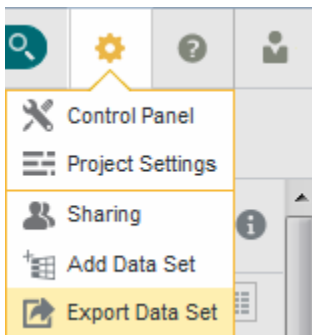 Control Panel
Project Settings
Sharing
Add Data Set
Export Data Set